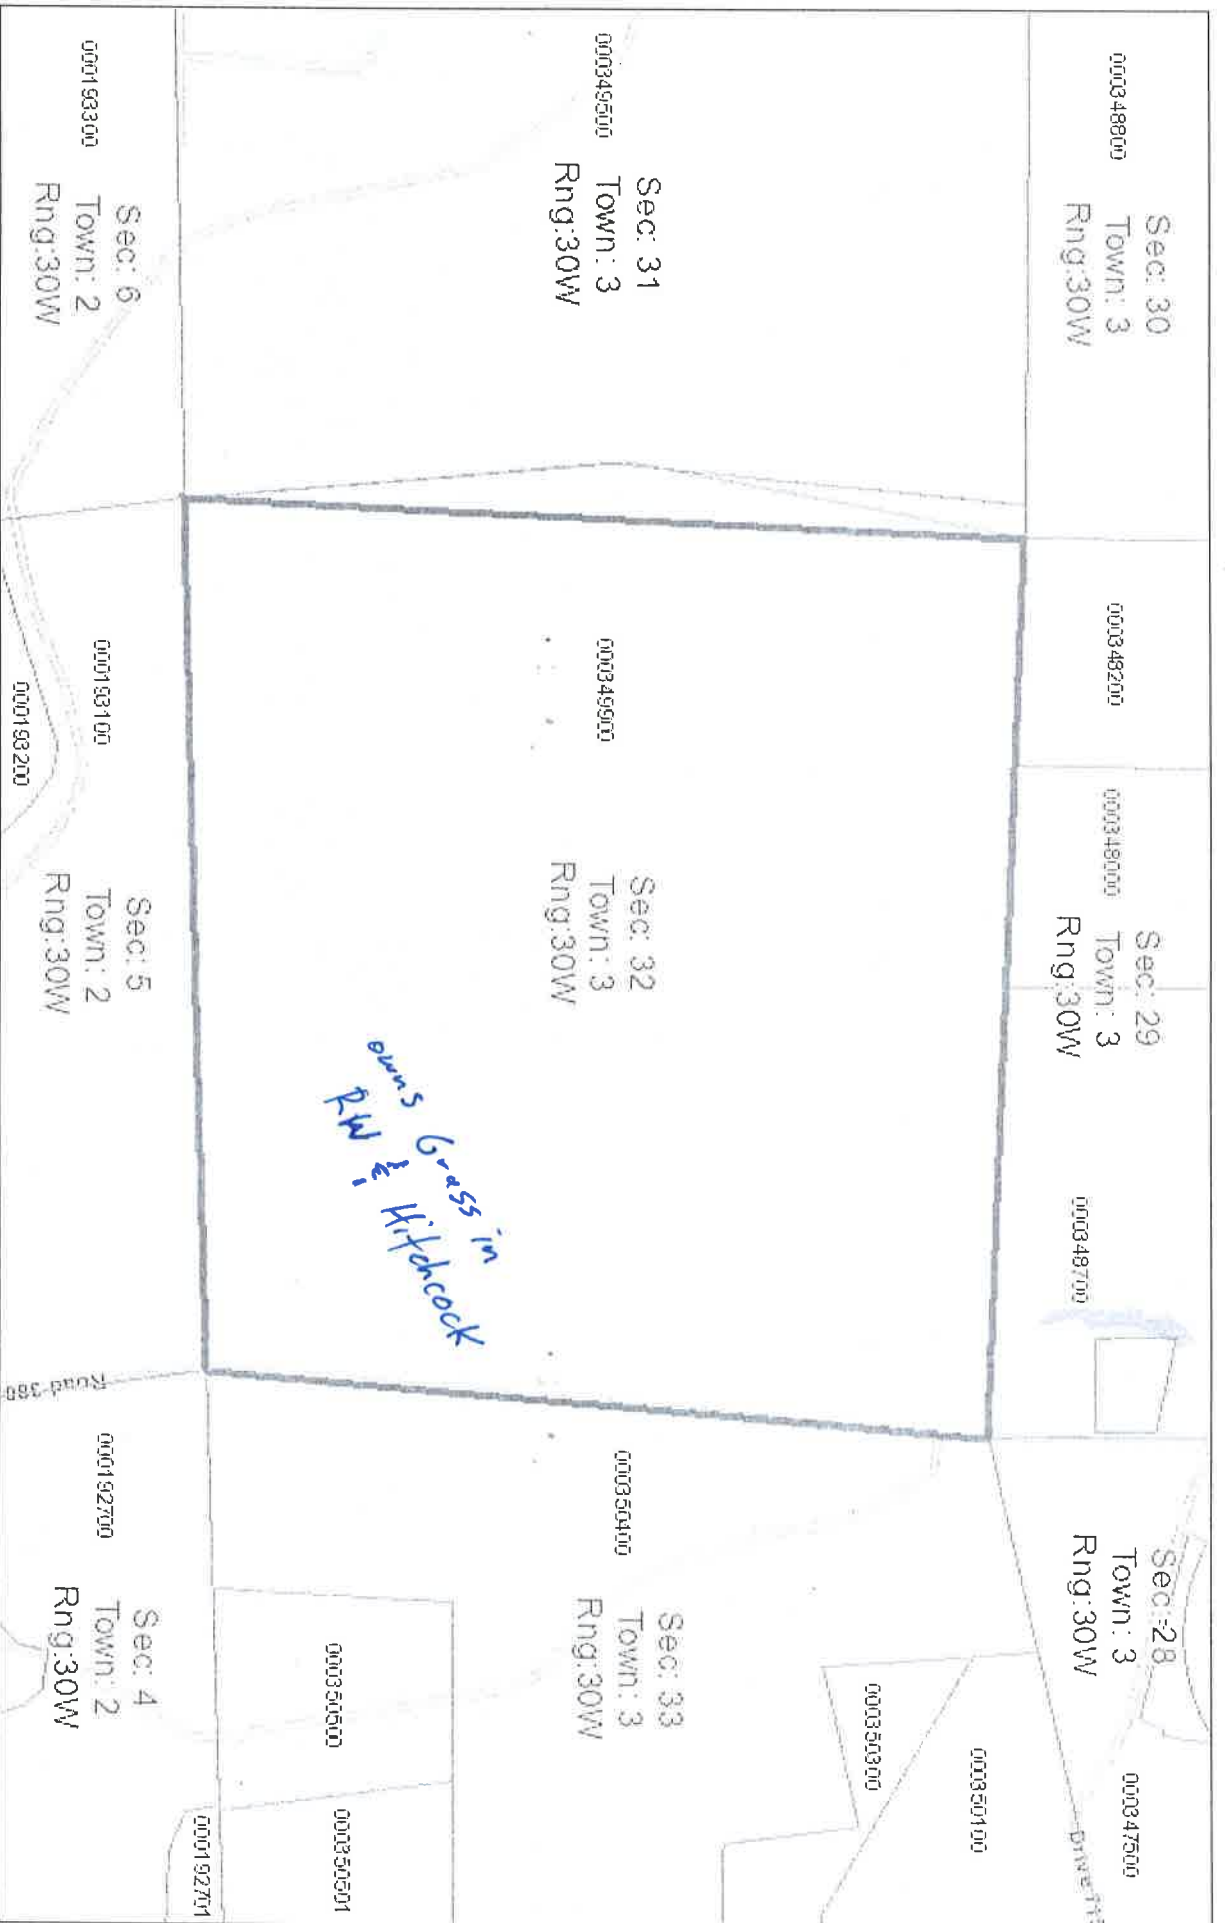 000348800
Sec: 30
Town: 3
Rng:30W
000348200
000348000
Sec: 29
Town: 3
Rng:30W
000348700
Sec: 28
Town: 3
Rng:30W
000347500
000349500
Sec: 31
Town: 3
Rng:30W
000349900
Sec: 32
Town: 3
Rng:30W
owns Grass in
RW & Hitchcock
000350400
Sec: 33
Town: 3
Rng:30W
000350300
000350100
000350500
000350501
000193300
Sec: 6
Town: 2
Rng:30W
000193100
000193200
Sec: 5
Town: 2
Rng:30W
Road 380
000192700
Sec: 4
Town: 2
Rng:30W
000192701
Drive